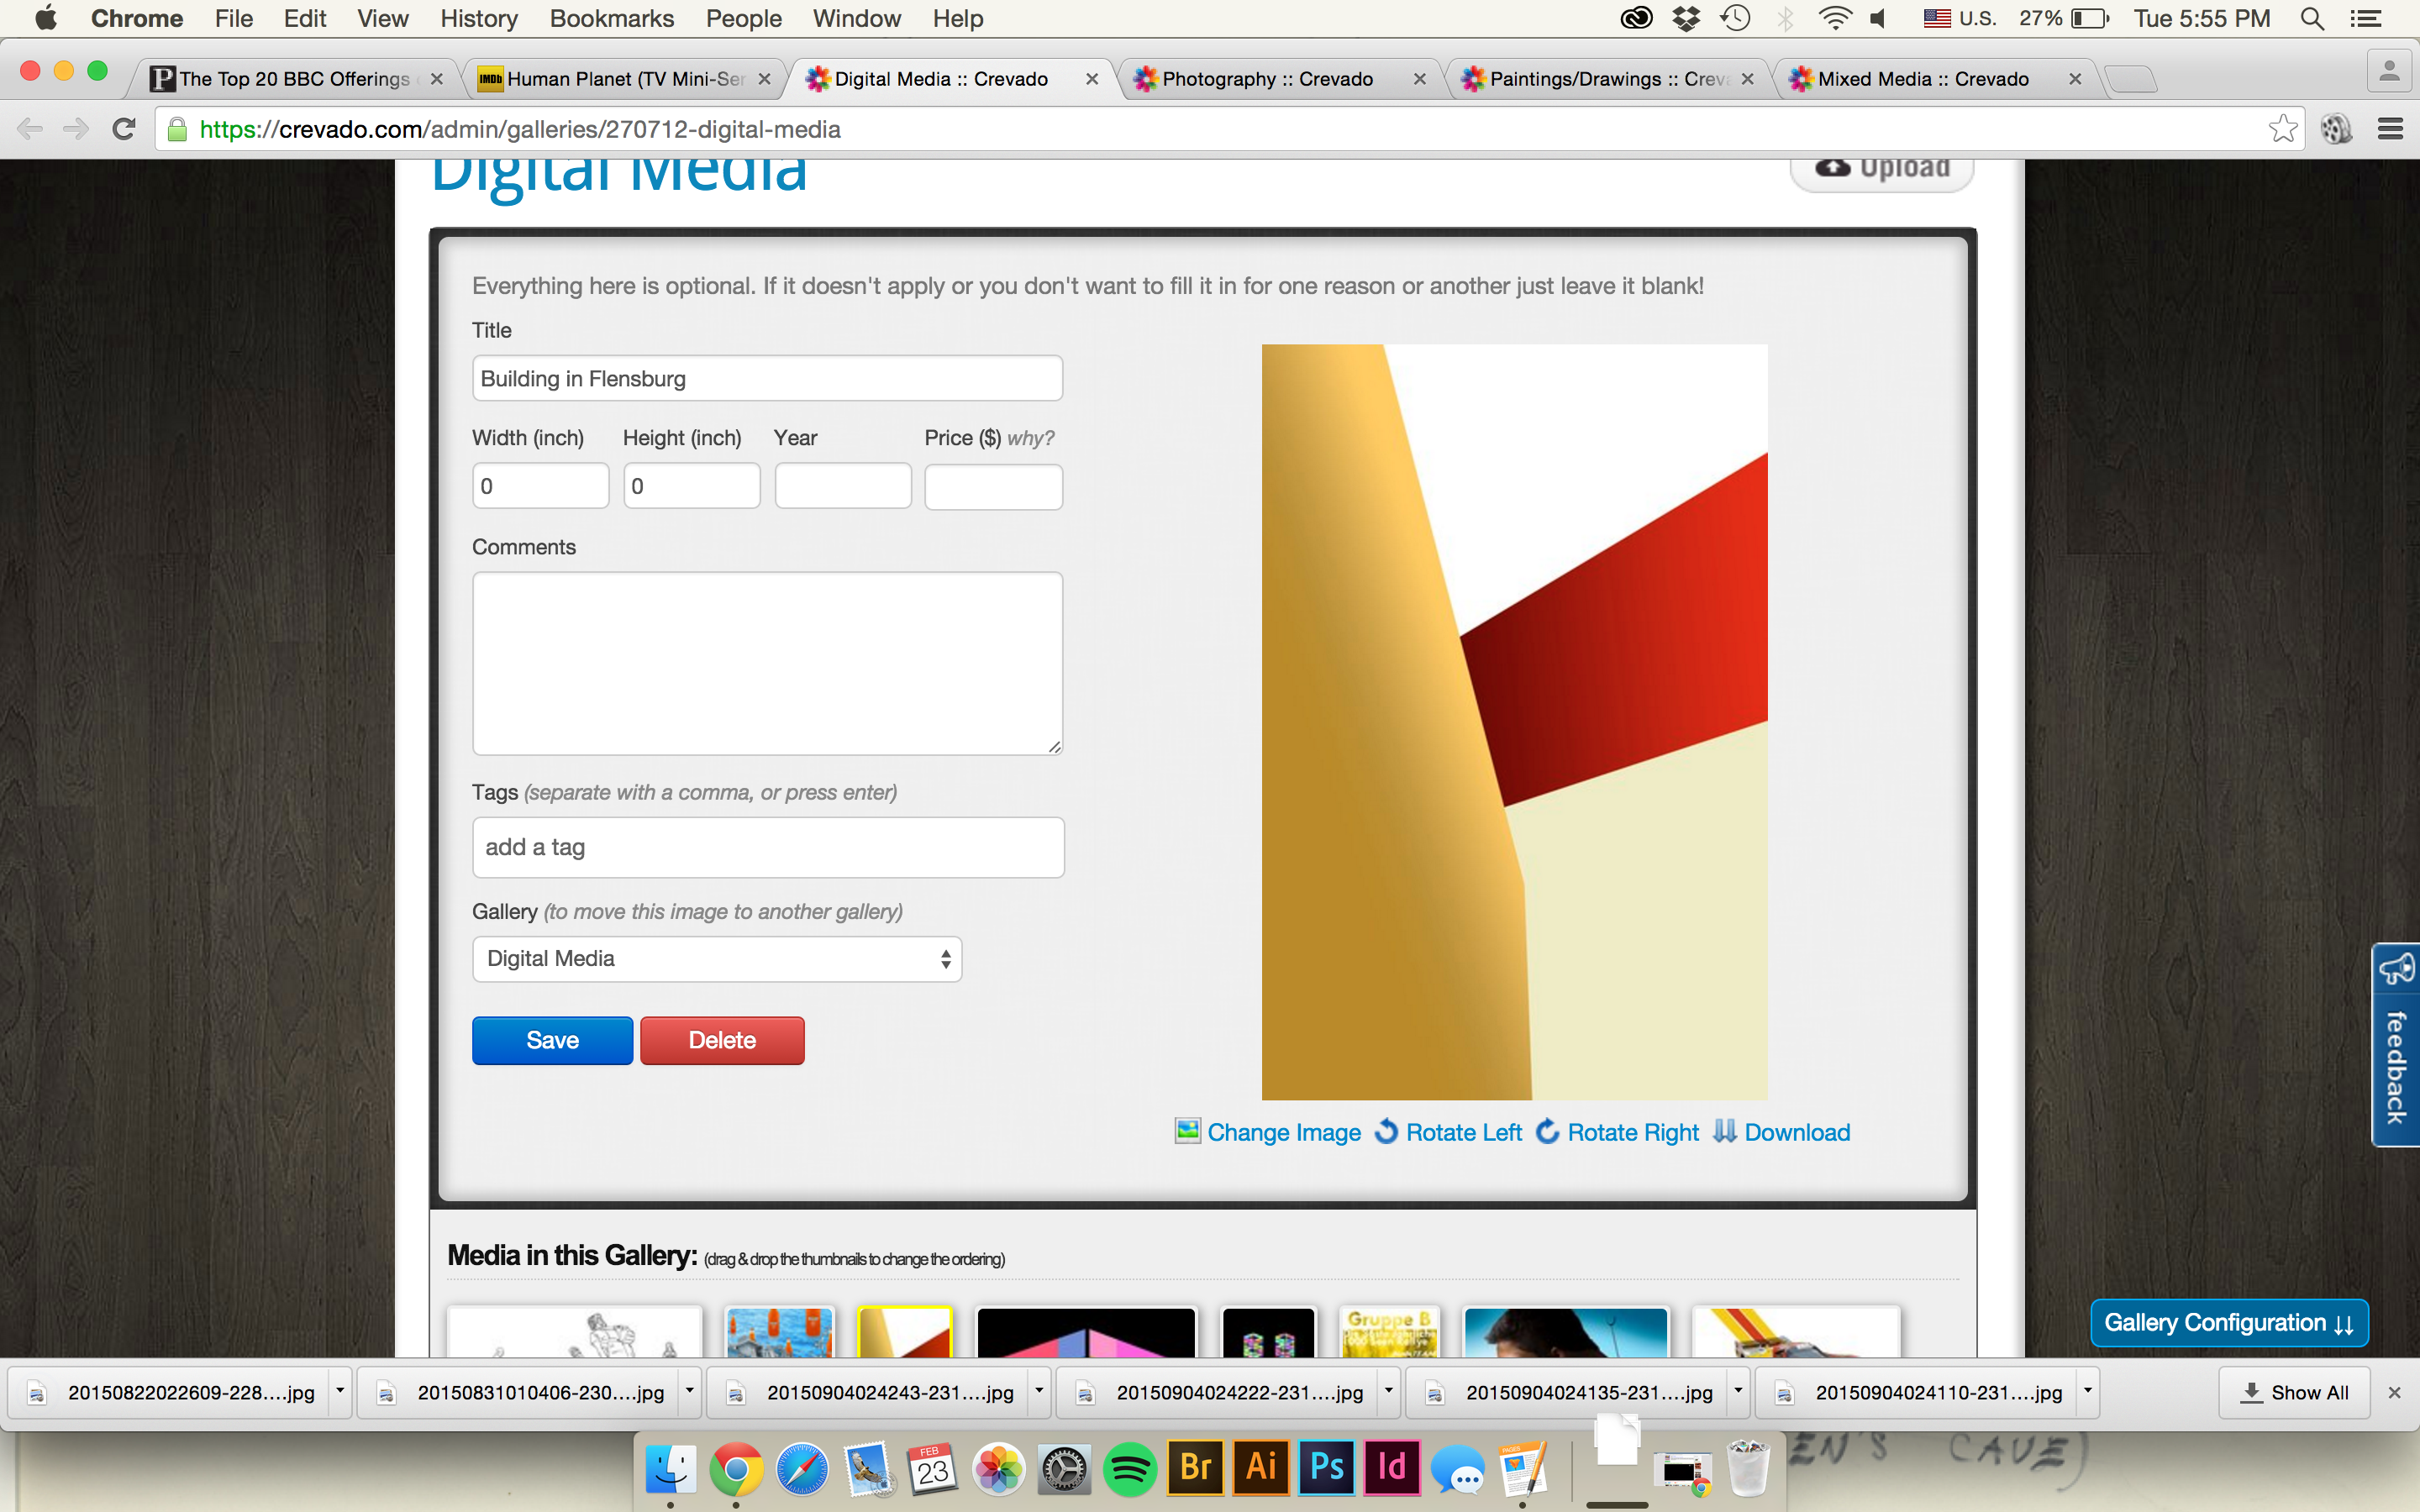 Chrome File Edit View History Bookmarks People Window Help U.S. 27% Tue 5:55 PM
The Top 20 BBC Offerings Human Planet (TV Mini-Ser Digital Media :: Crevado Photography :: Crevado Paintings/Drawings :: Creva Mixed Media :: Crevado
https://crevado.com/admin/galleries/270712-digital-media
Digital Media Upload
Everything here is optional. If it doesn't apply or you don't want to fill it in for one reason or another just leave it blank!
Title
Building in Flensburg
Width (inch) Height (inch) Year Price ($) why?
0 0
Comments
Tags (separate with a comma, or press enter)
add a tag
Gallery (to move this image to another gallery)
Digital Media
Save Delete
Change Image Rotate Left Rotate Right Download
feedback
Media in this Gallery: (drag & drop the thumbnails to change the ordering)
Gruppe B
Gallery Configuration
20150822022609-228....jpg 20150831010406-230....jpg 20150904024243-231....jpg 20150904024222-231....jpg 20150904024135-231....jpg 20150904024110-231....jpg Show All
FEB
23
Br Ai Ps Id
PAGES
EN'S CAVE)